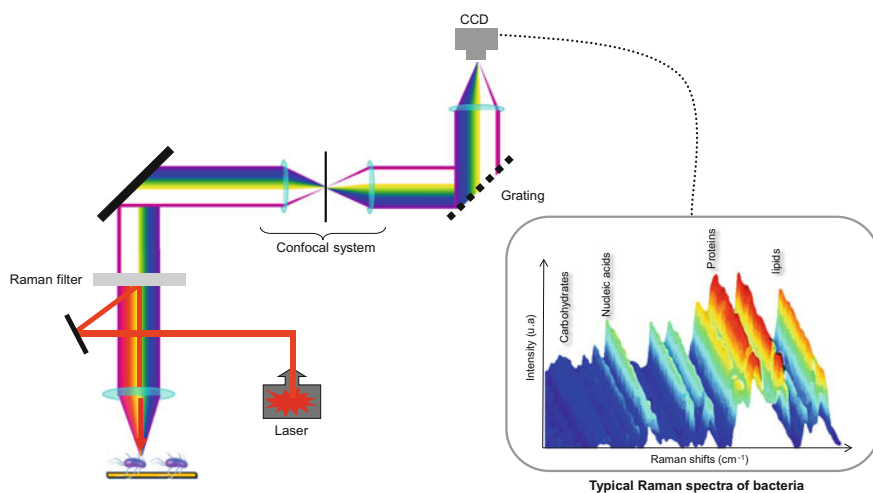 CCD
Grating
Confocal system
Raman filter
Laser
Carbohydrates
Nucleic acids
Proteins
lipids
Intensity (u.a)
Raman shifts (cm⁻¹)
Typical Raman spectra of bacteria